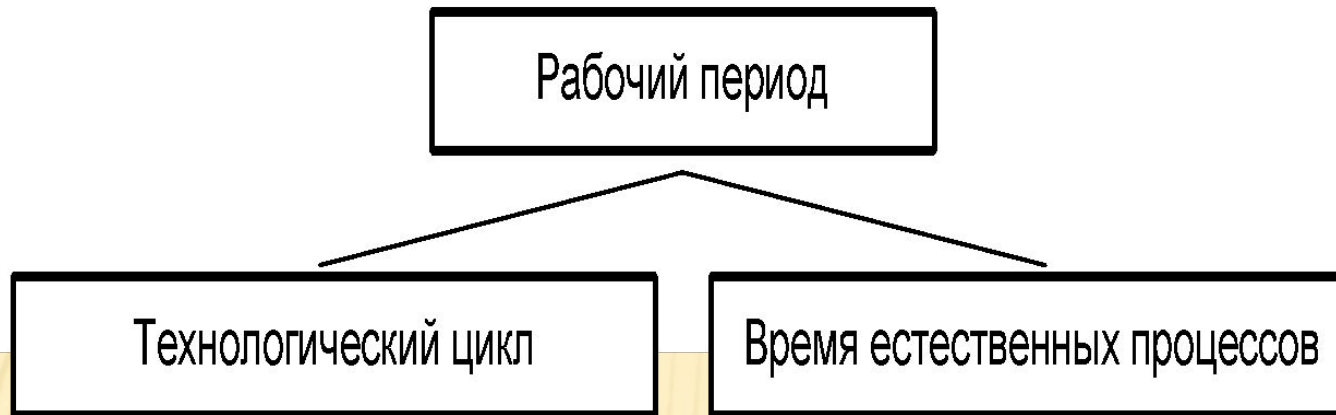 Рабочий период
Технологический цикл
Время естественных процессов